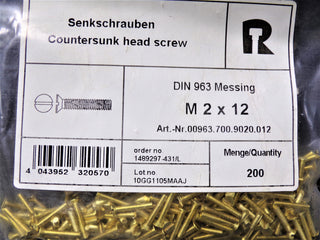 Senkschrauben
Countersunk head screw
R
DIN 963 Messing
M 2 x 12
Art.-Nr.00963.700.9020.012
order no
1499297-431/L
Menge/Quantity
Lot no
10GG1105MAAJ
200
4 043952 320570